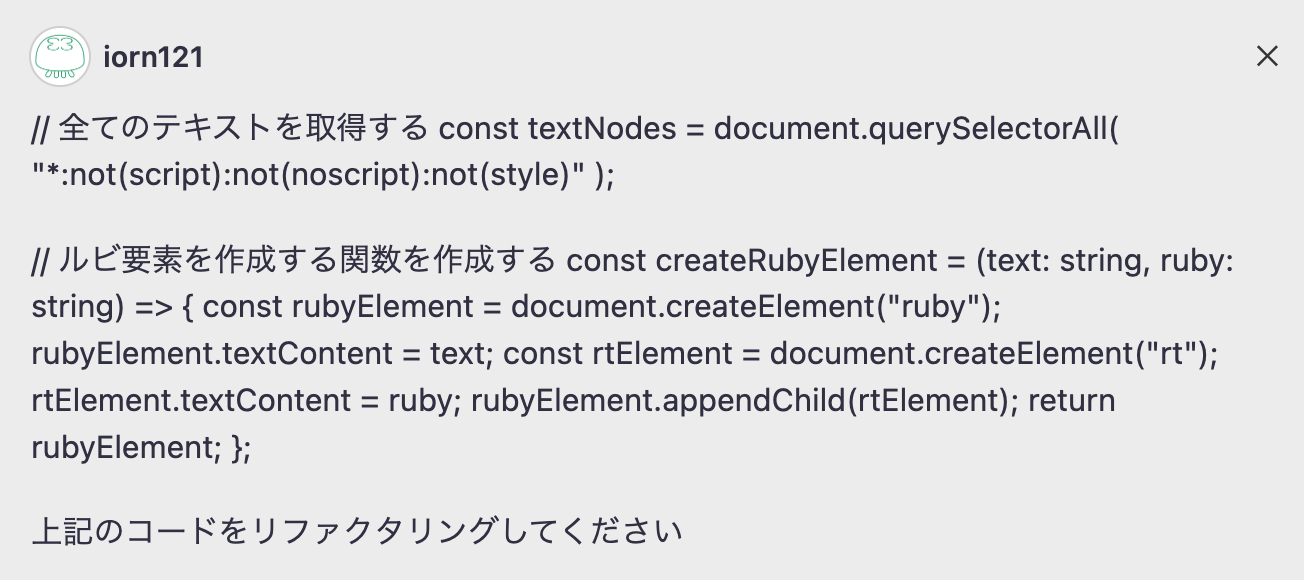 iorn121
// 全てのテキストを取得する const textNodes = document.querySelectorAll(
"*:not(script):not(noscript):not(style)" );
// ルビ要素を作成する関数を作成する const createRubyElement = (text: string, ruby:
string) => { const rubyElement = document.createElement("ruby");
rubyElement.textContent = text; const rtElement = document.createElement("rt");
rtElement.textContent = ruby; rubyElement.appendChild(rtElement); return
rubyElement; };
上記のコードをリファクタリングしてください